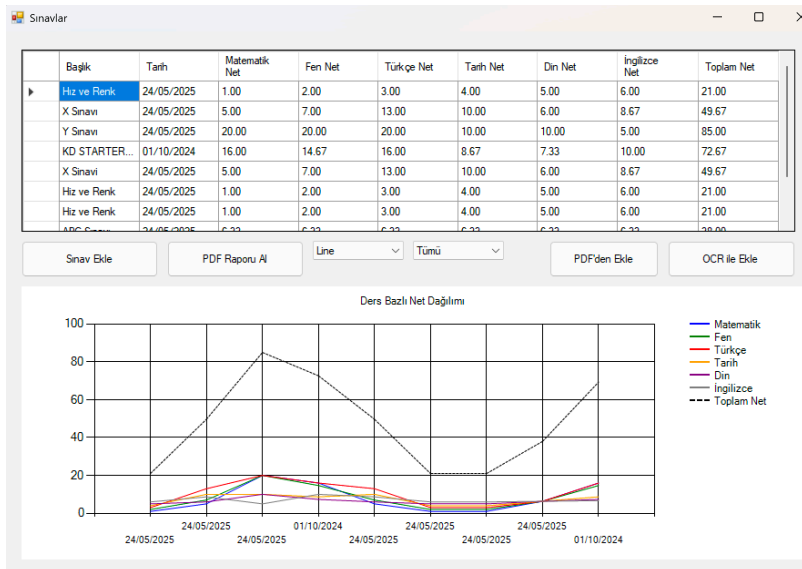 Sınavlar
Başlık Tarih Matematik Net Fen Net Türkçe Net Tarih Net Din Net İngilizce Net Toplam Net
Hız ve Renk 24/05/2025 1.00 2.00 3.00 4.00 5.00 6.00 21.00
X Sınavı 24/05/2025 5.00 7.00 13.00 10.00 6.00 8.67 49.67
Y Sınavı 24/05/2025 20.00 20.00 20.00 10.00 10.00 5.00 85.00
KD STARTER... 01/10/2024 16.00 14.67 16.00 8.67 7.33 10.00 72.67
X Sinavi 24/05/2025 5.00 7.00 13.00 10.00 6.00 8.67 49.67
Hiz ve Renk 24/05/2025 1.00 2.00 3.00 4.00 5.00 6.00 21.00
Hiz ve Renk 24/05/2025 1.00 2.00 3.00 4.00 5.00 6.00 21.00
Sınav Ekle PDF Raporu Al Line Tümü PDF'den Ekle OCR ile Ekle
Ders Bazlı Net Dağılımı
100
80
60
40
20
0
24/05/2025 01/10/2024 24/05/2025 24/05/2025
24/05/2025 24/05/2025 24/05/2025 24/05/2025 01/10/2024
Matematik
Fen
Türkçe
Tarih
Din
İngilizce
Toplam Net